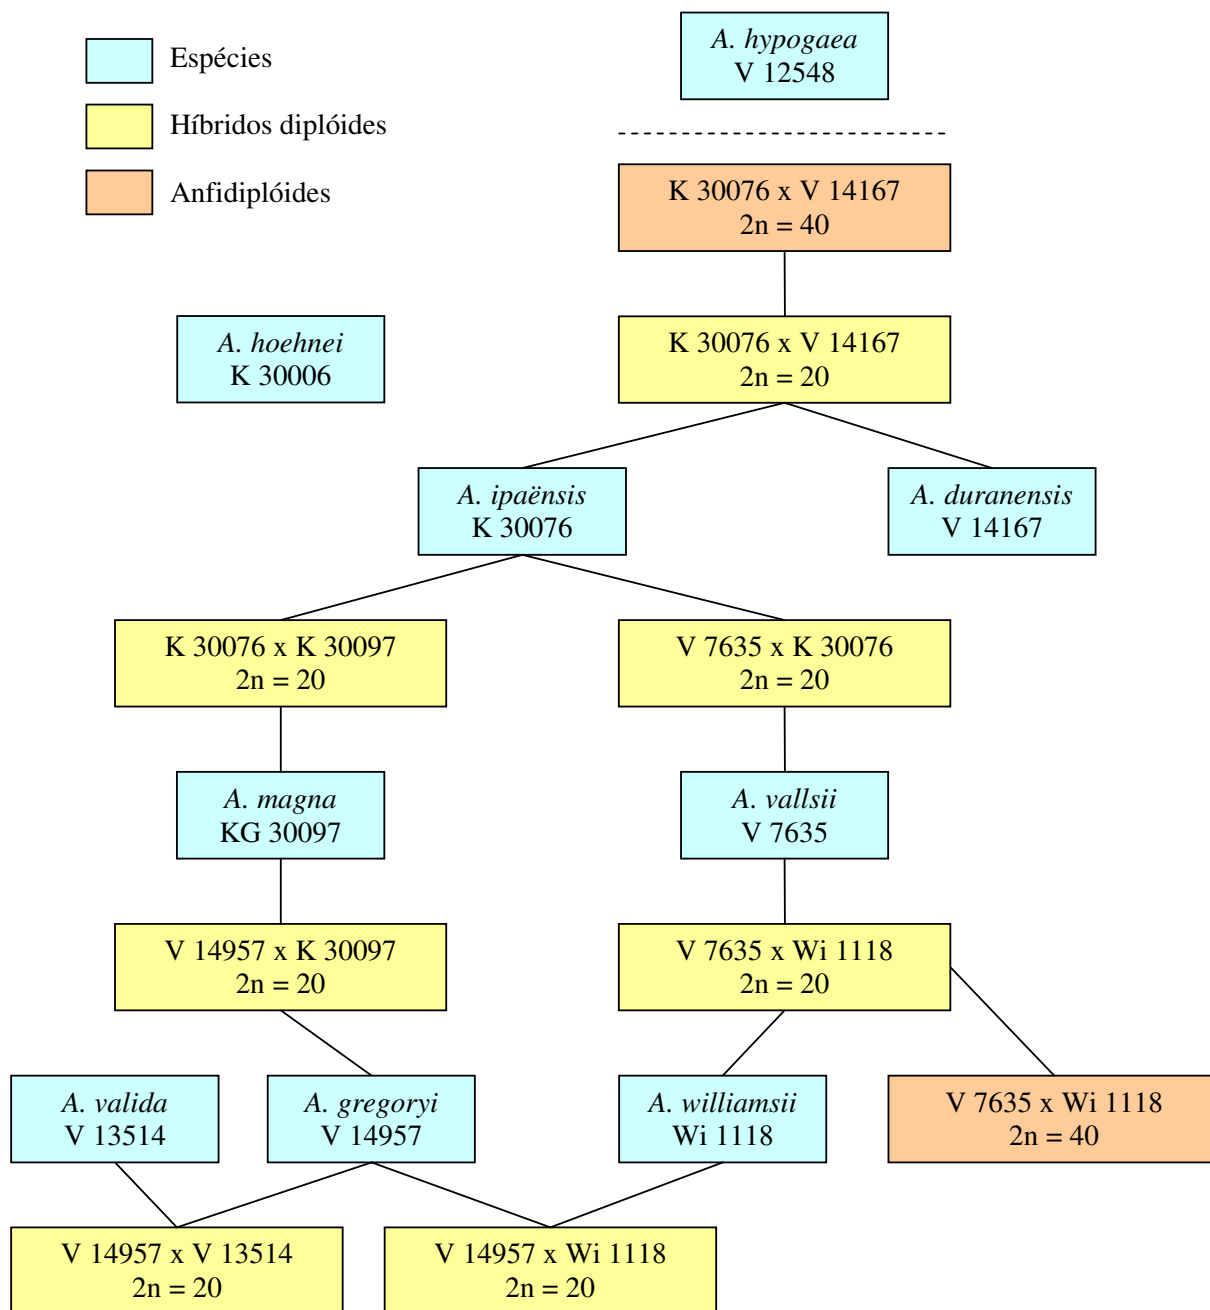 Espécies
Híbridos diplóides
Anfidiplóides
A. hypogaea
V 12548
K 30076 x V 14167
2n = 40
A. hoehnei
K 30006
K 30076 x V 14167
2n = 20
A. ipaënsis
K 30076
A. duranensis
V 14167
K 30076 x K 30097
2n = 20
V 7635 x K 30076
2n = 20
A. magna
KG 30097
A. vallsii
V 7635
V 14957 x K 30097
2n = 20
V 7635 x Wi 1118
2n = 20
A. valida
V 13514
A. gregoryi
V 14957
A. williamsii
Wi 1118
V 7635 x Wi 1118
2n = 40
V 14957 x V 13514
2n = 20
V 14957 x Wi 1118
2n = 20